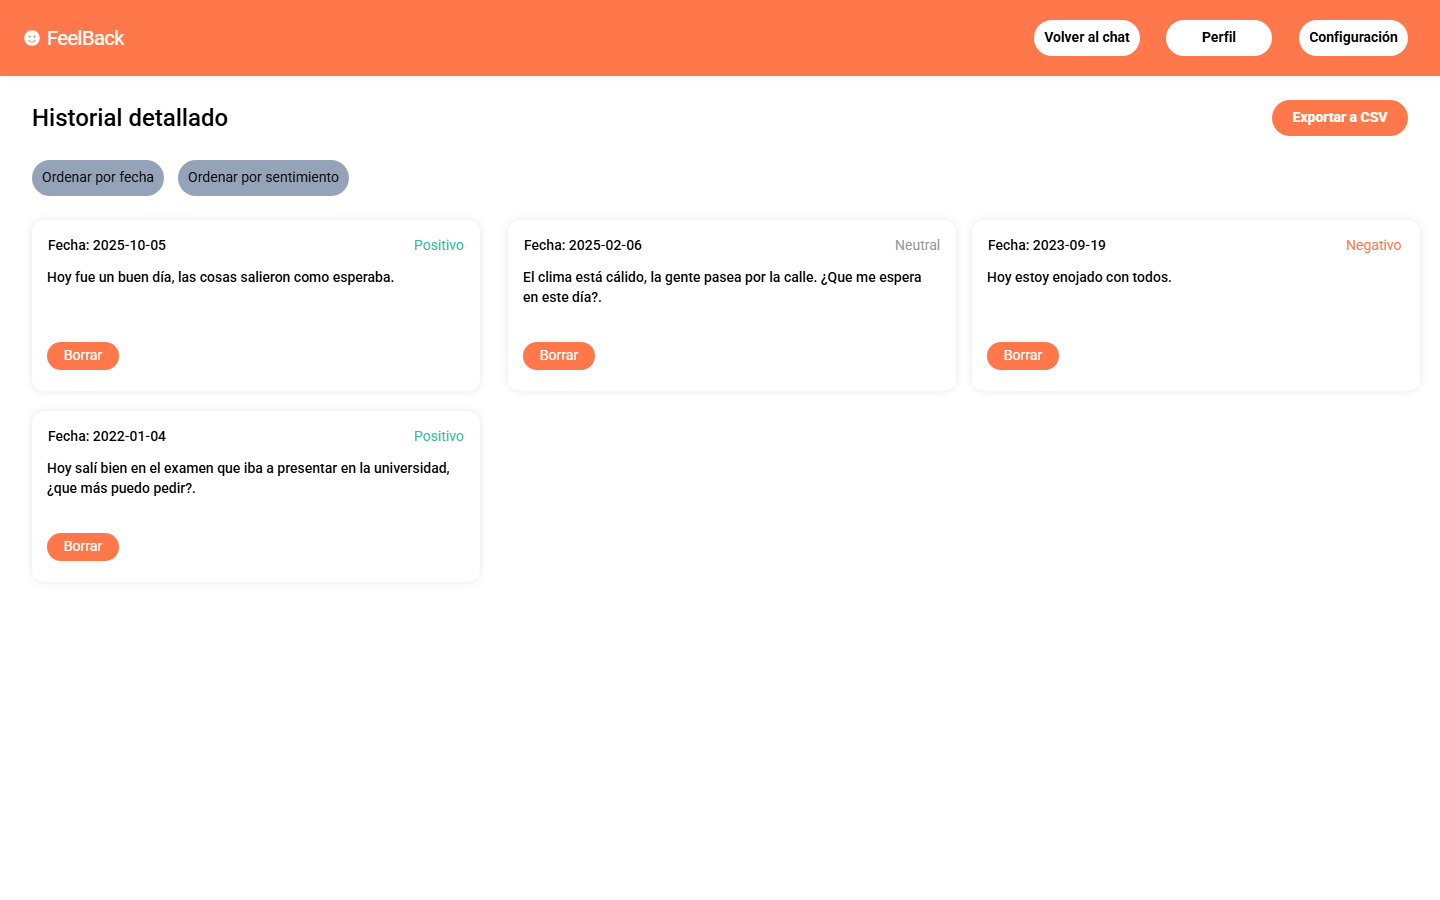 FeelBack
Volver al chat
Perfil
Configuración
Historial detallado
Exportar a CSV
Ordenar por fecha
Ordenar por sentimiento
Fecha: 2025-10-05
Positivo
Hoy fue un buen día, las cosas salieron como esperaba.
Borrar
Fecha: 2025-02-06
Neutral
El clima está cálido, la gente pasea por la calle. ¿Que me espera
en este día?.
Borrar
Fecha: 2023-09-19
Negativo
Hoy estoy enojado con todos.
Borrar
Fecha: 2022-01-04
Positivo
Hoy salí bien en el examen que iba a presentar en la universidad,
¿que más puedo pedir?.
Borrar